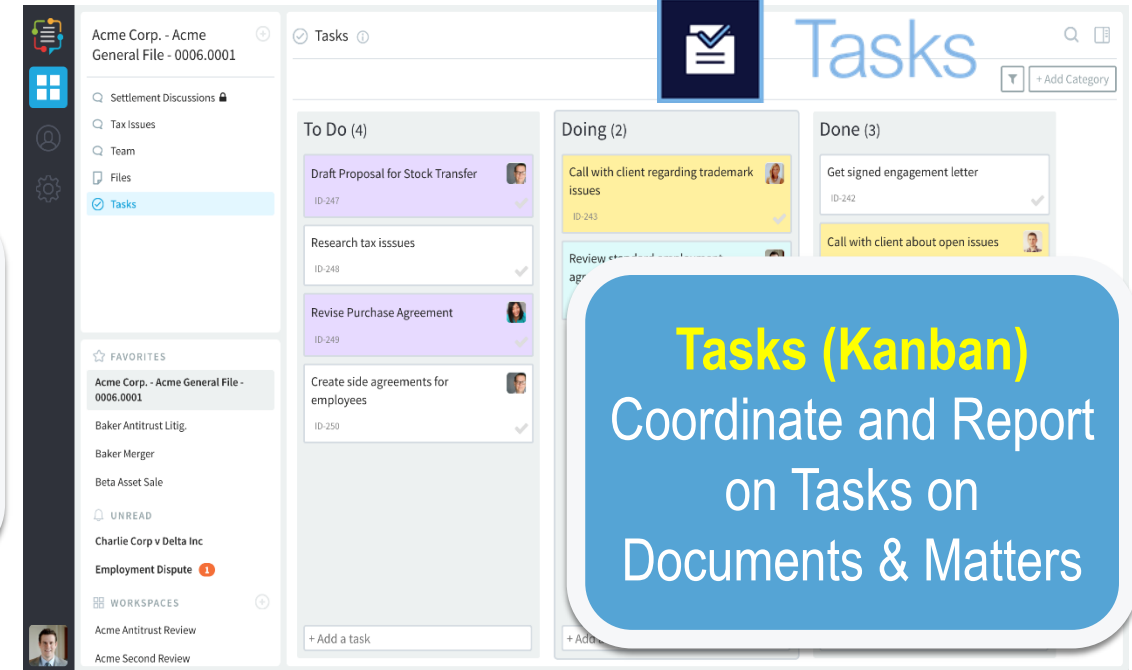 Acme Corp. - Acme
General File - 0006.0001
Settlement Discussions
Tax Issues
Team
Files
Tasks
FAVORITES
Acme Corp. - Acme General File -
0006.0001
Baker Antitrust Litig.
Baker Merger
Beta Asset Sale
UNREAD
Charlie Corp v Delta Inc
Employment Dispute 1
WORKSPACES
Acme Antitrust Review
Acme Second Review
Tasks
Tasks
+ Add Category
To Do (4)
Draft Proposal for Stock Transfer
ID-247
Research tax isssues
ID-248
Revise Purchase Agreement
ID-249
Create side agreements for
employees
ID-250
+ Add a task
Doing (2)
Call with client regarding trademark
issues
ID-243
Review standard employment
+ Add
Done (3)
Get signed engagement letter
ID-242
Call with client about open issues
Tasks (Kanban)
Coordinate and Report
on Tasks on
Documents & Matters